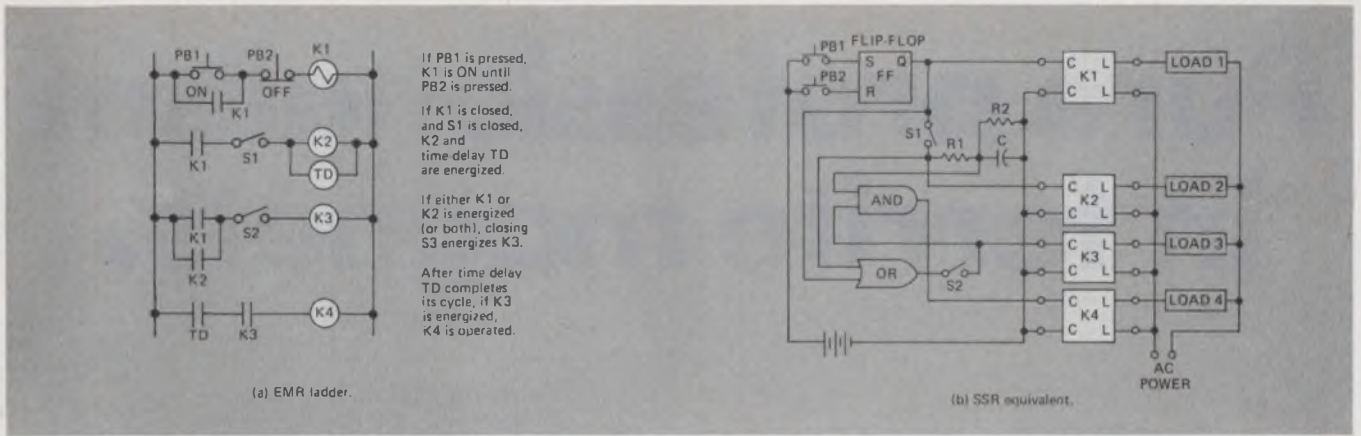 PB1 PB2 K1
ON OFF
K1
K1 S1 K2
TD
K1 S2 K3
K2
TD K3 K4
If PB1 is pressed,
K1 is ON until
PB2 is pressed.
If K1 is closed,
and S1 is closed,
K2 and
time-delay TD
are energized.
If either K1 or
K2 is energized
(or both), closing
S3 energizes K3.
After time delay
TD completes
its cycle, if K3
is energized,
K4 is operated.
(a) EMR ladder.
FLIP-FLOP
PB1 S Q
FF
PB2 R
C L LOAD 1
K1
C L
S1 R1 R2 C
AND
C L LOAD 2
K2
C L
OR S2
C L LOAD 3
K3
C L
C L LOAD 4
K4
C L
AC
POWER
(b) SSR equivalent.